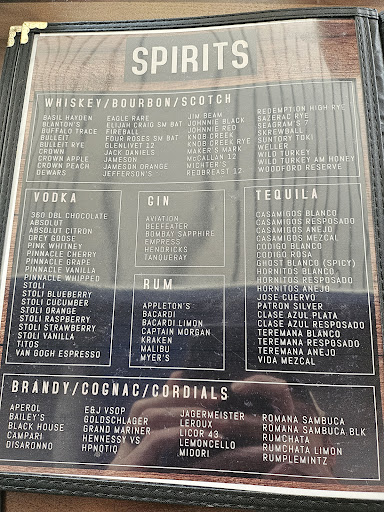 SPIRITS
WHISKEY/BOURBON/SCOTCH
BASIL HAYDEN
BLANTON'S
BUFFALO TRACE
BULLEIT
BULLEIT RYE
CROWN
CROWN APPLE
CROWN PEACH
DEWARS
EAGLE RARE
ELIJAH CRAIG SM BAT
FIREBALL
FOUR ROSES SM BAT
GLENLIVET 12
JACK DANIELS
JAMESON
JAMESON ORANGE
JEFFERSON'S
JIM BEAM
JOHNNIE BLACK
JOHNNIE RED
KNOB CREEK
KNOB CREEK RYE
MAKER'S MARK
McCALLAN 12
MICHTER'S
REDBREAST 12
REDEMPTION HIGH RYE
SAZERAC RYE
SEAGRAM'S 7
SKREWBALL
SUNTORY TOKI
WELLER
WILD TURKEY
WILD TURKEY AM HONEY
WOODFORD RESERVE
VODKA
360 DBL CHOCOLATE
ABSOLUT
ABSOLUT CITRON
GREY GOOSE
PINK WHITNEY
PINNACLE CHERRY
PINNACLE GRAPE
PINNACLE VANILLA
PINNACLE WHIPPED
STOLI
STOLI BLUEBERRY
STOLI CUCUMBER
STOLI ORANGE
STOLI RASPBERRY
STOLI STRAWBERRY
STOLI VANILLA
TITOS
VAN GOGH ESPRESSO
GIN
AVIATION
BEEFEATER
BOMBAY SAPPHIRE
EMPRESS
HENDRICKS
TANQUERAY
RUM
APPLETON'S
BACARDI
BACARDI LIMON
CAPTAIN MORGAN
KRAKEN
MALIBU
MYER'S
TEQUILA
CASAMIGOS BLANCO
CASAMIGOS RESPOSADO
CASAMIGOS AÑEJO
CASAMIGOS MEZCAL
CODIGO BLANCO
CODIGO ROSA
GHOST BLANCO (SPICY)
HORNITOS BLANCO
HORNITOS RESPOSADO
HORNITOS AÑEJO
JOSE CUERVO
PATRON SILVER
CLASE AZUL PLATA
CLASE AZUL RESPOSADO
TEREMANA BLANCO
TEREMANA RESPOSADO
TEREMANA AÑEJO
VIDA MEZCAL
BRANDY/COGNAC/CORDIALS
APEROL
BAILEY'S
BLACK HOUSE
CAMPARI
DISARONNO
E&J VSOP
GOLDSCHLAGER
GRAND MARINER
HENNESSY VS
HPNOTIQ
JAGERMEISTER
LEROUX
LICOR 43
LEMONCELLO
MIDORI
ROMANA SAMBUCA
ROMANA SAMBUCA BLK
RUMCHATA
RUMCHATA LIMON
RUMPLEMINTZ